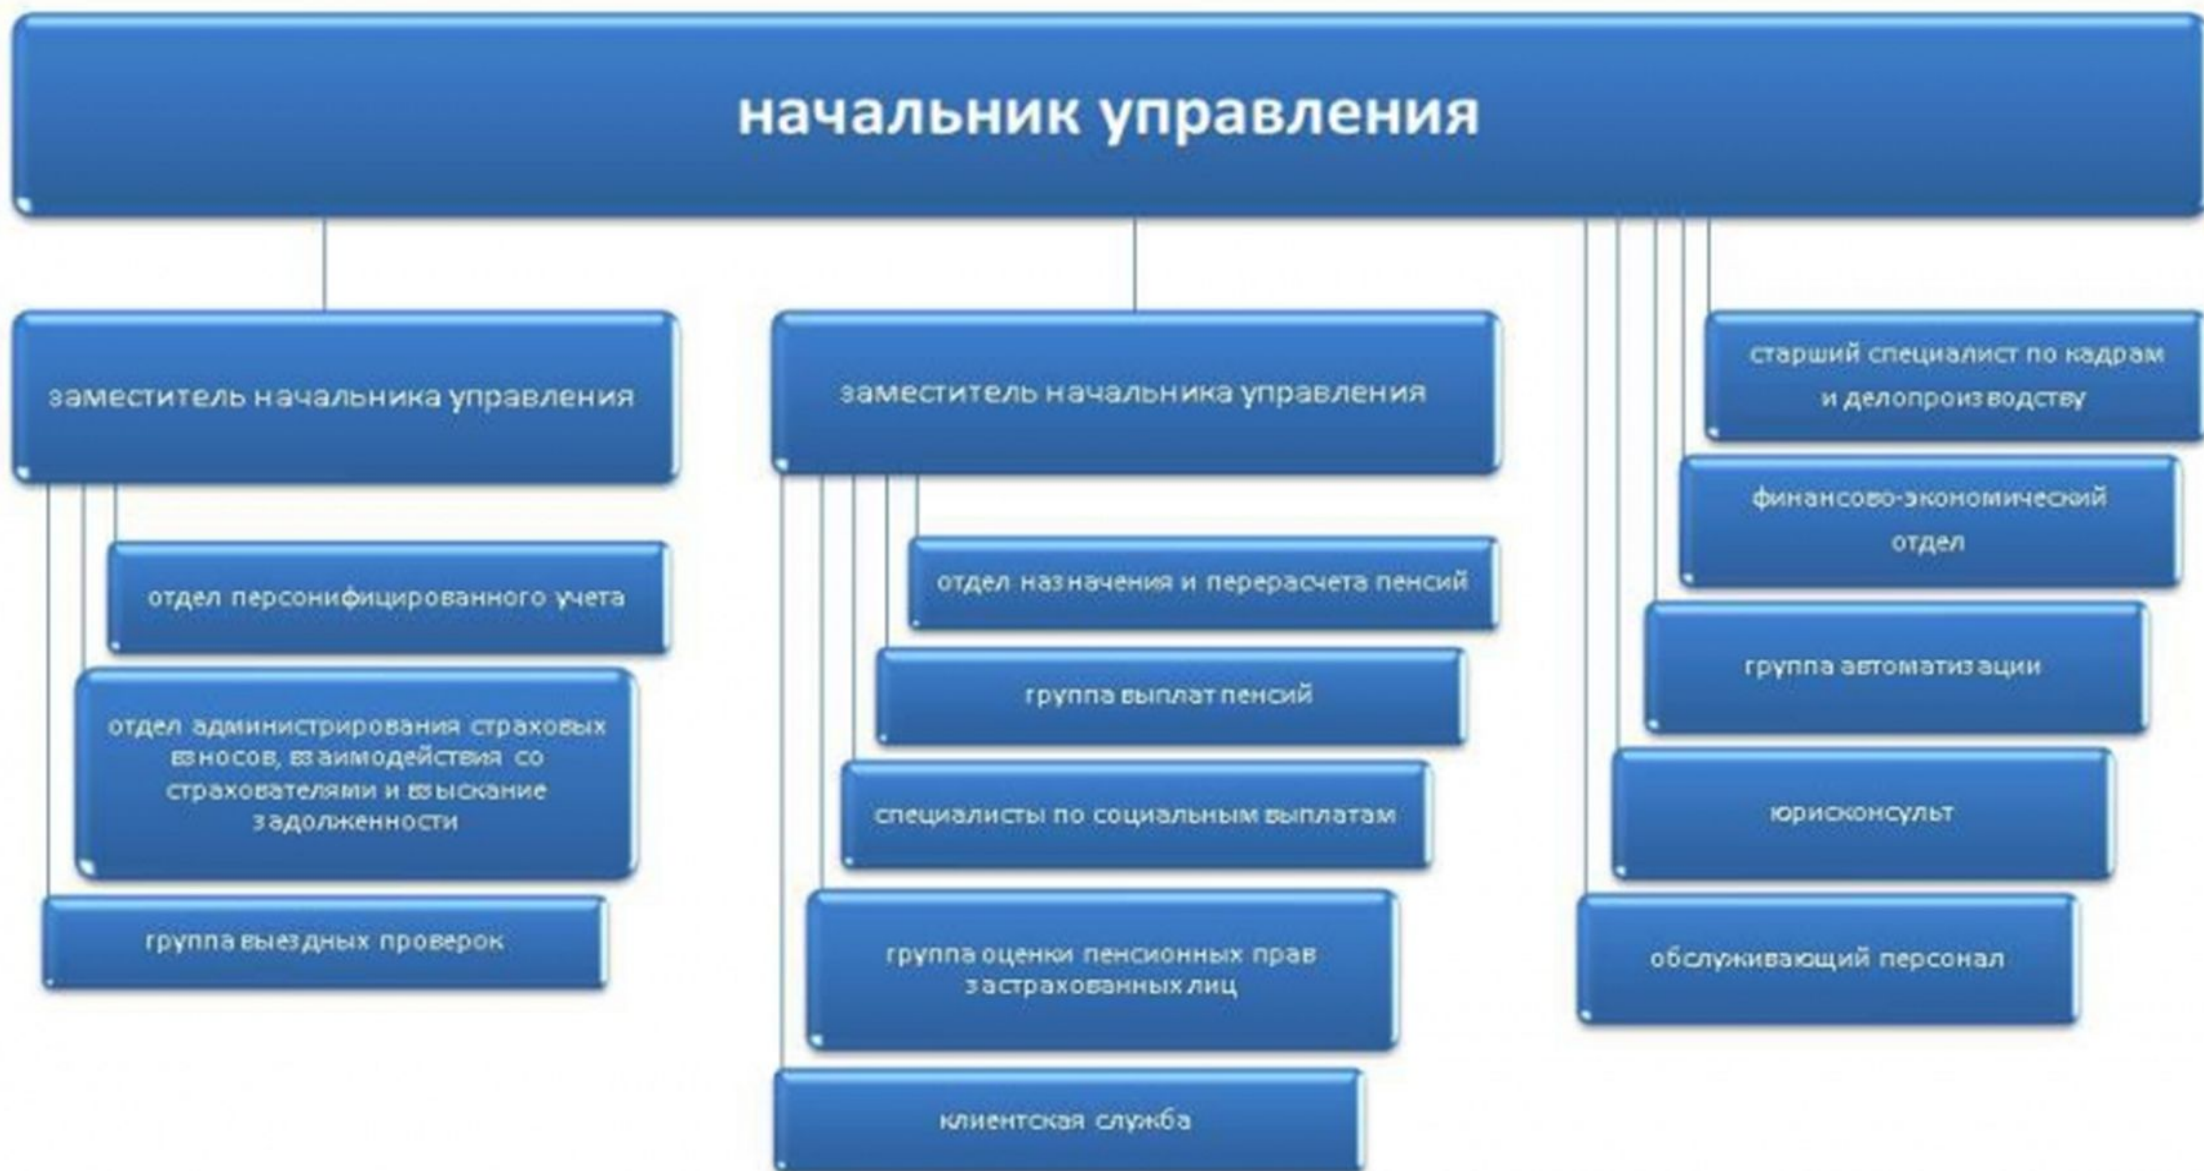 начальник управления
заместитель начальника управления
отдел персонифицированного учета
отдел администрирования страховых
взносов, взаимодействия со
страхователями и взыскание
задолженности
группа выездных проверок
заместитель начальника управления
отдел назначения и перерасчета пенсий
группа выплат пенсий
специалисты по социальным выплатам
группа оценки пенсионных прав
застрахованных лиц
клиентская служба
старший специалист по кадрам
и делопроизводству
финансово-экономический
отдел
группа автоматизации
юрисконсульт
обслуживающий персонал